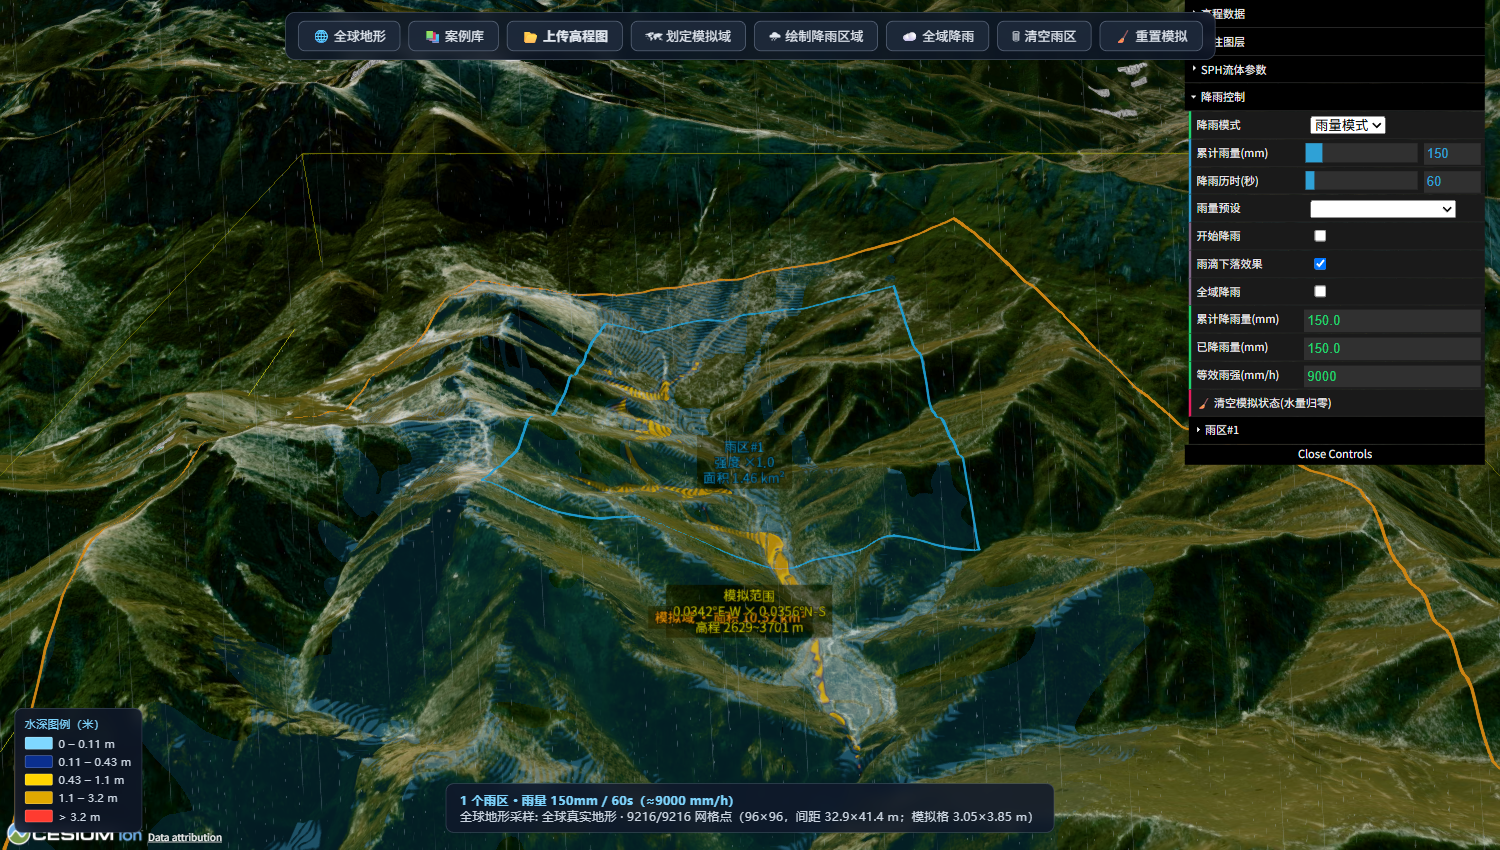 全球地形
案例库
上传高程图
划定模拟域
绘制降雨区域
全域降雨
清空雨区
重置模拟
程数据
图层
SPH流体参数
降雨控制
降雨模式
雨量模式
累计雨量(mm)
150
降雨历时(秒)
60
雨量预设
开始降雨
雨滴下落效果
全域降雨
累计降雨量(mm)
150.0
已降雨量(mm)
150.0
等效雨强(mm/h)
9000
清空模拟状态(水量归零)
雨区#1
Close Controls
雨区 #1
强度 ×1.0
面积 1.46 km²
模拟范围
0.0342°E-W × 0.0356°N-S
模拟域 · 面积 10.52 km²
高程 2629~3701 m
水深图例（米）
0 – 0.11 m
0.11 – 0.43 m
0.43 – 1.1 m
1.1 – 3.2 m
> 3.2 m
CESIUM ion
Data attribution
1 个雨区 · 雨量 150mm / 60s（≈9000 mm/h）
全球地形采样: 全球真实地形 · 9216/9216 网格点（96×96，间距 32.9×41.4 m；模拟格 3.05×3.85 m）